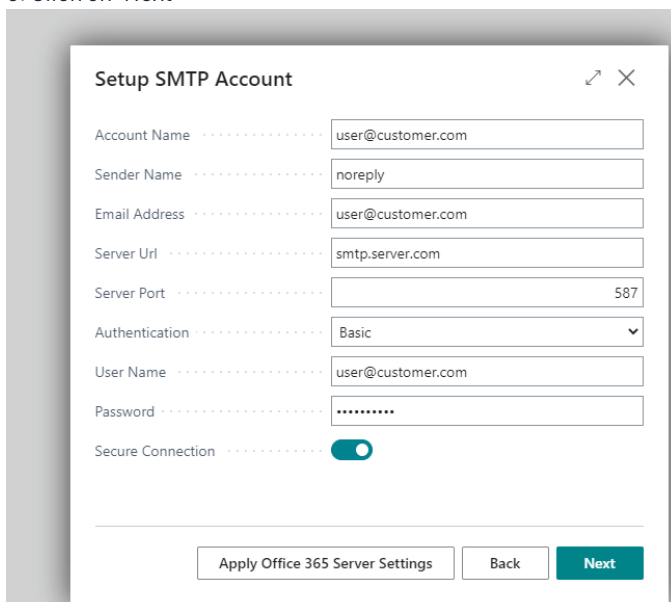 Setup SMTP Account
Account Name user@customer.com
Sender Name noreply
Email Address user@customer.com
Server Url smtp.server.com
Server Port 587
Authentication Basic
User Name user@customer.com
Password ••••••••••
Secure Connection
Apply Office 365 Server Settings Back Next